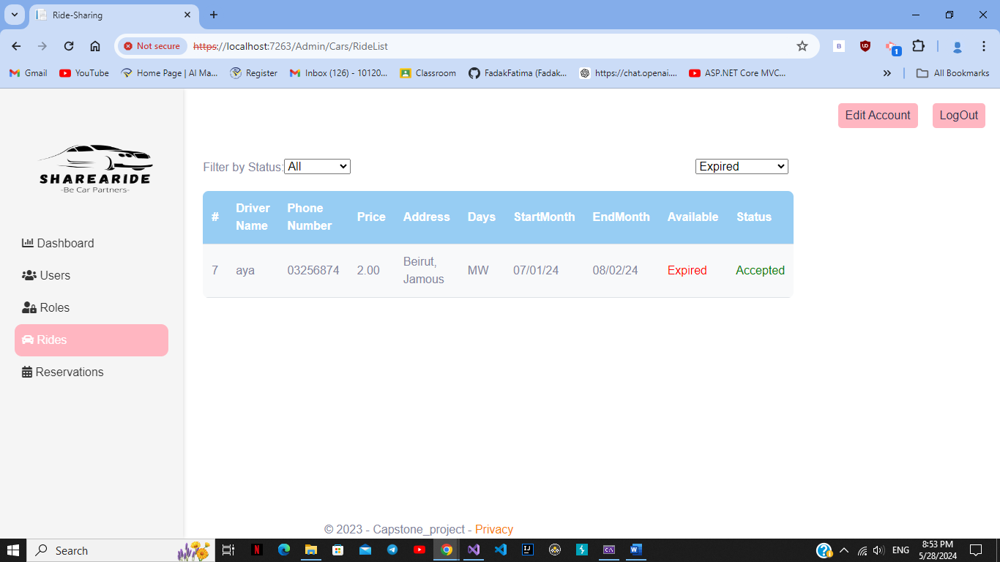 Ride-Sharing
Not secure
https://localhost:7263/Admin/Cars/RideList
B
UD
1
Gmail
YouTube
Home Page | AI Ma...
Register
Inbox (126) - 10120...
Classroom
FadakFatima (Fadak...
https://chat.openai....
ASP.NET Core MVC...
All Bookmarks
Edit Account
LogOut
SHAREARIDE
-Be Car Partners-
Dashboard
Users
Roles
Rides
Reservations
Filter by Status: All
Expired
# Driver Name Phone Number Price Address Days StartMonth EndMonth Available Status
7 aya 03256874 2.00 Beirut, Jamous MW 07/01/24 08/02/24 Expired Accepted
© 2023 - Capstone_project - Privacy
Search
ENG
8:53 PM
5/28/2024